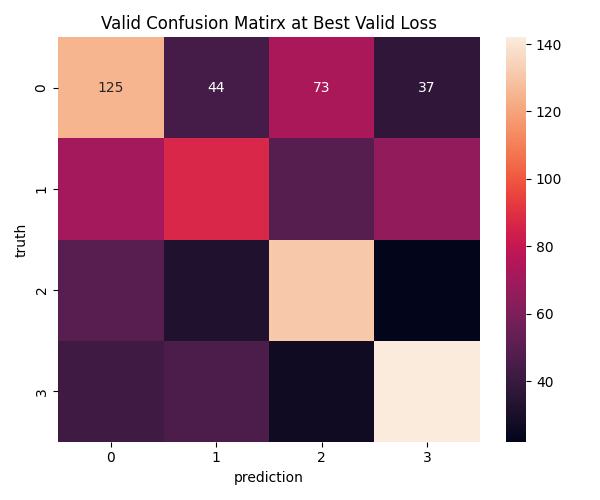 Valid Confusion Matirx at Best Valid Loss
truth
0 125 44 73 37
1
2
3
0 1 2 3
prediction
140
120
100
80
60
40